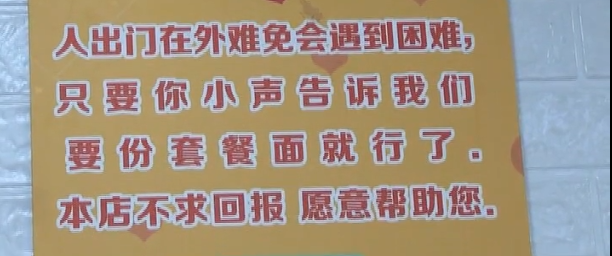 人出门在外难免会遇到困难,
只要你小声告诉我们
要份套餐面就行了.
本店不求回报 愿意帮助您.